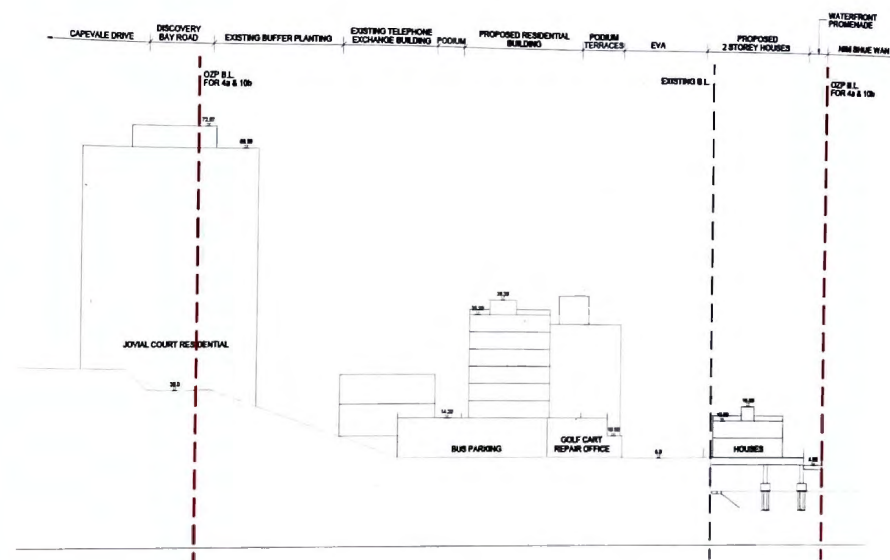 CAPEVALE DRIVE
DISCOVERY
BAY ROAD
EXISTING BUFFER PLANTING
EXISTING TELEPHONE
EXCHANGE BUILDING
PODIUM
PROPOSED RESIDENTIAL
BUILDING
PODIUM
TERRACES
EVA
PROPOSED
2 STOREY HOUSES
WATERFRONT
PROMENADE
NIM SHUE WAN
OZP B.L.
FOR 4a & 10b
EXISTING B.L.
OZP B.L.
FOR 4a & 10b
JOVIAL COURT RESIDENTIAL
BUS PARKING
GOLF CART
REPAIR OFFICE
HOUSES